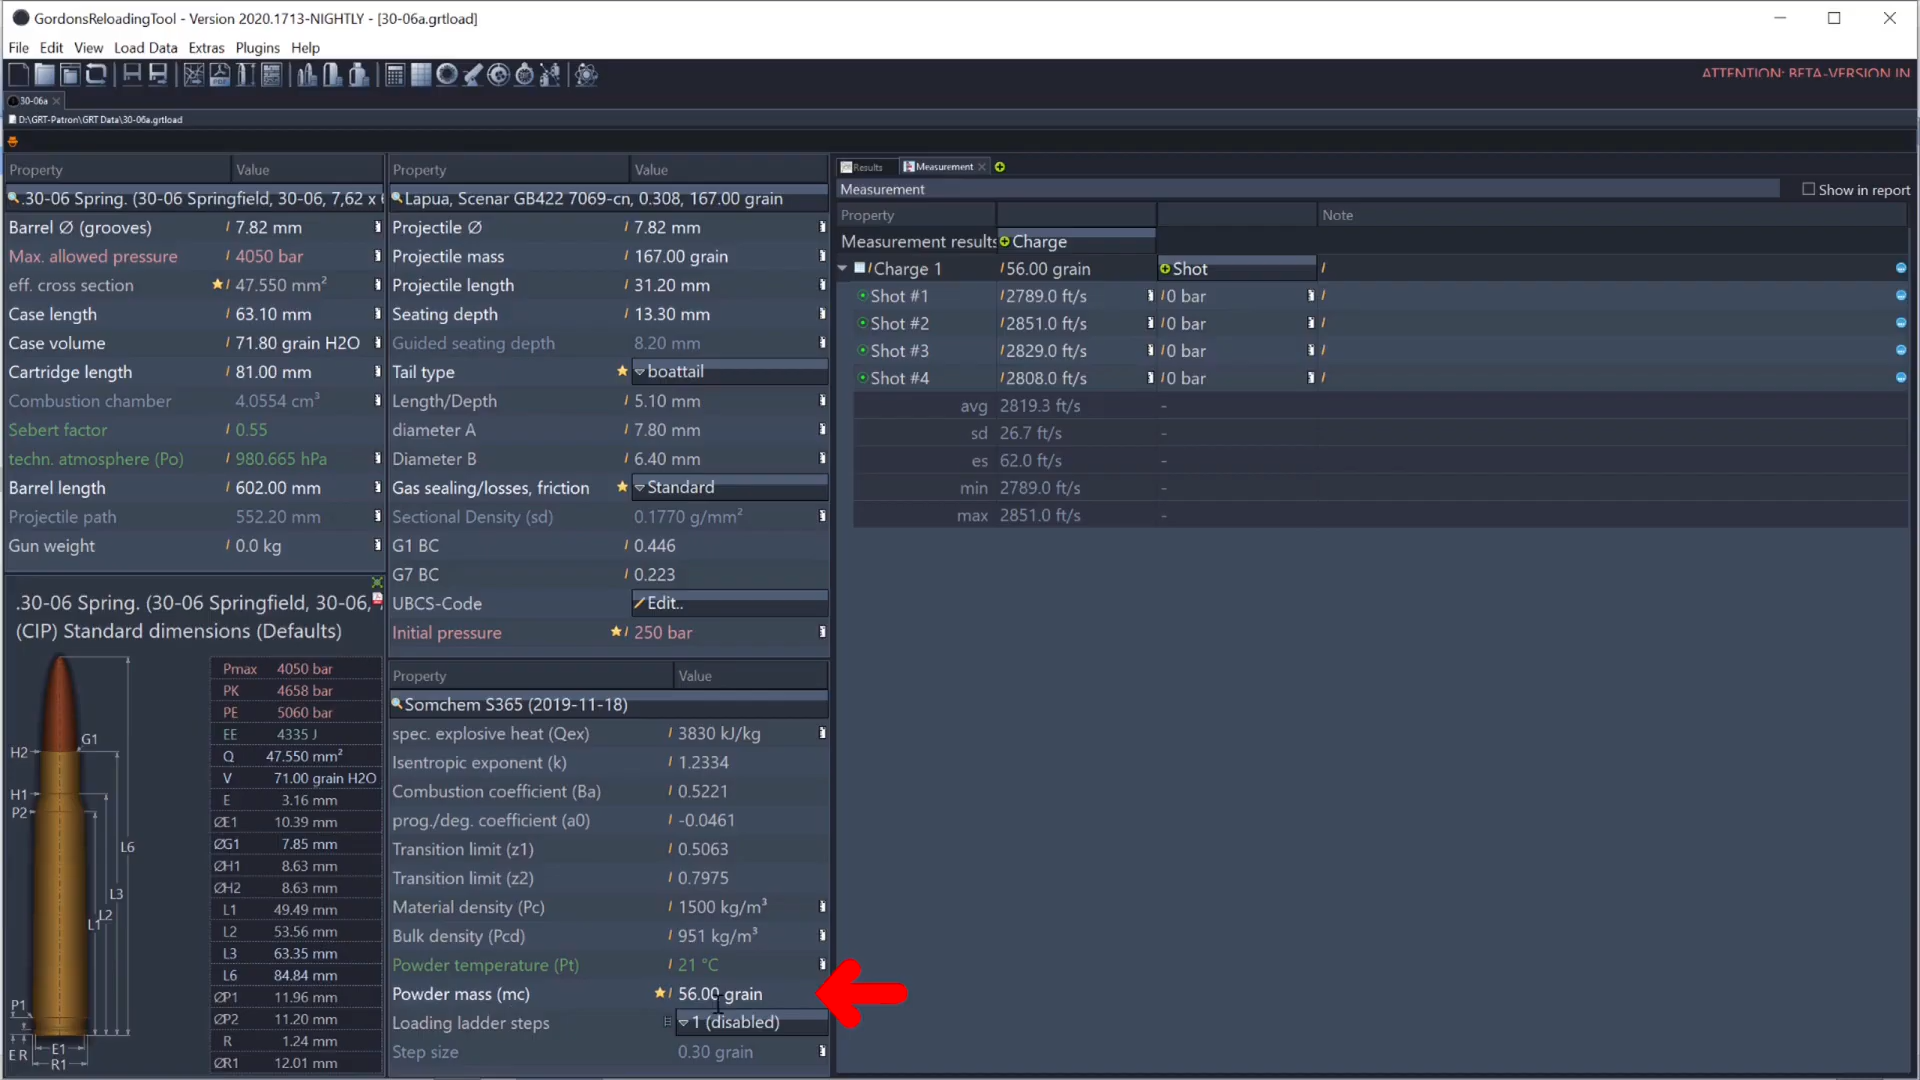 GordonsReloadingTool - Version 2020.1713-NIGHTLY - [30-06a.grtload]
File Edit View Load Data Extras Plugins Help
ATTENTION: BETA-VERSION IN
30-06a
D:\GRT-Patron\GRT Data\30-06a.grtload
Property Value
.30-06 Spring. (30-06 Springfield, 30-06, 7,62 x
Barrel Ø (grooves) 7.82 mm
Max. allowed pressure 4050 bar
eff. cross section 47.550 mm²
Case length 63.10 mm
Case volume 71.80 grain H2O
Cartridge length 81.00 mm
Combustion chamber 4.0554 cm³
Sebert factor 0.55
techn. atmosphere (Po) 980.665 hPa
Barrel length 602.00 mm
Projectile path 552.20 mm
Gun weight 0.0 kg
.30-06 Spring. (30-06 Springfield, 30-06,
(CIP) Standard dimensions (Defaults)
H2
G1
H1
P2
L6
L3
L2
L1
P1
E R
E1
R1
Pmax 4050 bar
PK 4658 bar
PE 5060 bar
EE 4335 J
Q 47.550 mm²
V 71.00 grain H2O
E 3.16 mm
ØE1 10.39 mm
ØG1 7.85 mm
ØH1 8.63 mm
ØH2 8.63 mm
L1 49.49 mm
L2 53.56 mm
L3 63.35 mm
L6 84.84 mm
ØP1 11.96 mm
ØP2 11.20 mm
R 1.24 mm
ØR1 12.01 mm
Property Value
Lapua, Scenar GB422 7069-cn, 0.308, 167.00 grain
Projectile Ø 7.82 mm
Projectile mass 167.00 grain
Projectile length 31.20 mm
Seating depth 13.30 mm
Guided seating depth 8.20 mm
Tail type boattail
Length/Depth 5.10 mm
diameter A 7.80 mm
Diameter B 6.40 mm
Gas sealing/losses, friction Standard
Sectional Density (sd) 0.1770 g/mm²
G1 BC 0.446
G7 BC 0.223
UBCS-Code Edit..
Initial pressure 250 bar
Property Value
Somchem S365 (2019-11-18)
spec. explosive heat (Qex) 3830 kJ/kg
Isentropic exponent (k) 1.2334
Combustion coefficient (Ba) 0.5221
prog./deg. coefficient (a0) -0.0461
Transition limit (z1) 0.5063
Transition limit (z2) 0.7975
Material density (Pc) 1500 kg/m³
Bulk density (Pcd) 951 kg/m³
Powder temperature (Pt) 21 °C
Powder mass (mc) 56.00 grain
Loading ladder steps 1 (disabled)
Step size 0.30 grain
Results Measurement
Measurement Show in report
Property Note
Measurement results Charge
Charge 1 56.00 grain Shot
Shot #1 2789.0 ft/s 0 bar
Shot #2 2851.0 ft/s 0 bar
Shot #3 2829.0 ft/s 0 bar
Shot #4 2808.0 ft/s 0 bar
avg 2819.3 ft/s -
sd 26.7 ft/s -
es 62.0 ft/s -
min 2789.0 ft/s -
max 2851.0 ft/s -